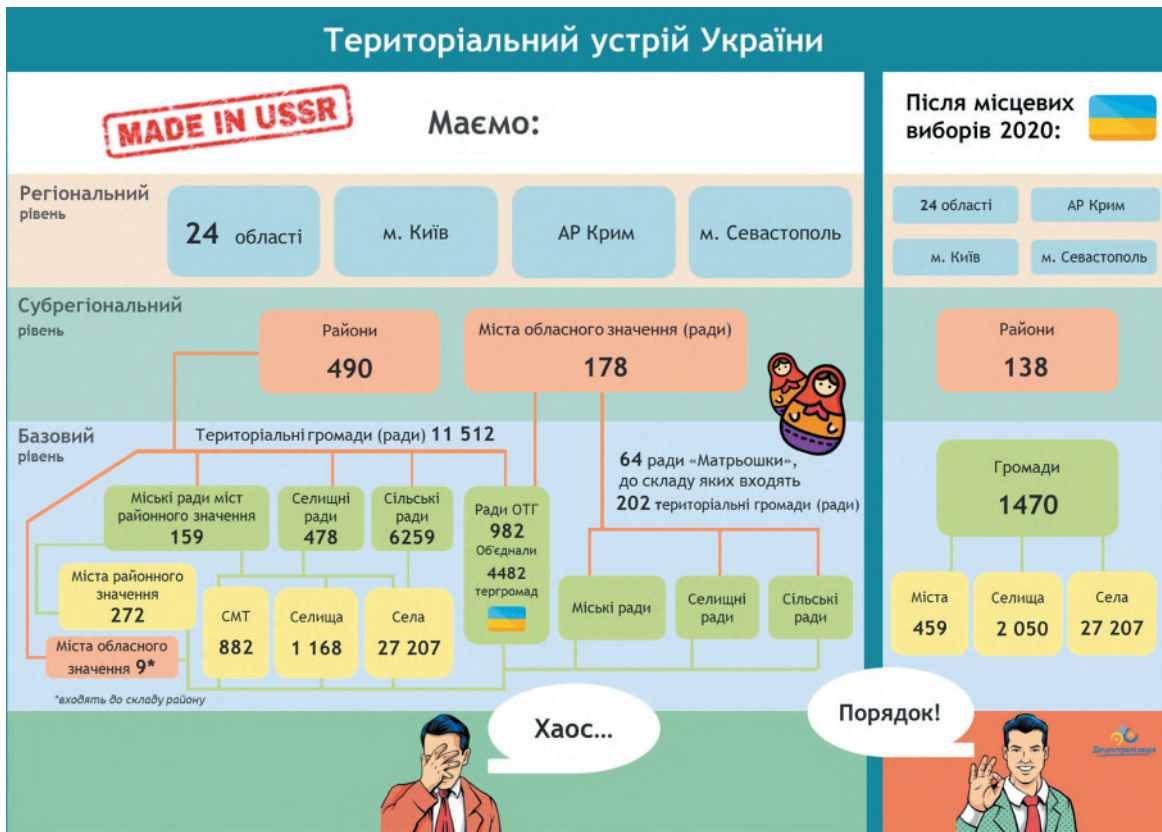 Територіальний устрій України
MADE IN USSR
Маємо:
Після місцевих
виборів 2020:
Регіональний
рівень
24 області
м. Київ
АР Крим
м. Севастополь
24 області
АР Крим
м. Київ
м. Севастополь
Субрегіональний
рівень
Райони
490
Міста обласного значення (ради)
178
Райони
138
Базовий
рівень
Територіальні громади (ради) 11 512
64 ради «Матрьошки»,
до складу яких входять
202 територіальні громади (ради)
Міські ради міст
районного значення
159
Селищні
ради
478
Сільські
ради
6259
Ради ОТГ
982
Об'єднали
4482
тергромад
Міста районного
значення
272
СМТ
882
Селища
1 168
Села
27 207
Міські ради
Селищні
ради
Сільські
ради
Міста обласного
значення 9*
*входять до складу району
Громади
1470
Міста
459
Селища
2 050
Села
27 207
Хаос...
Порядок!
Децентралізація